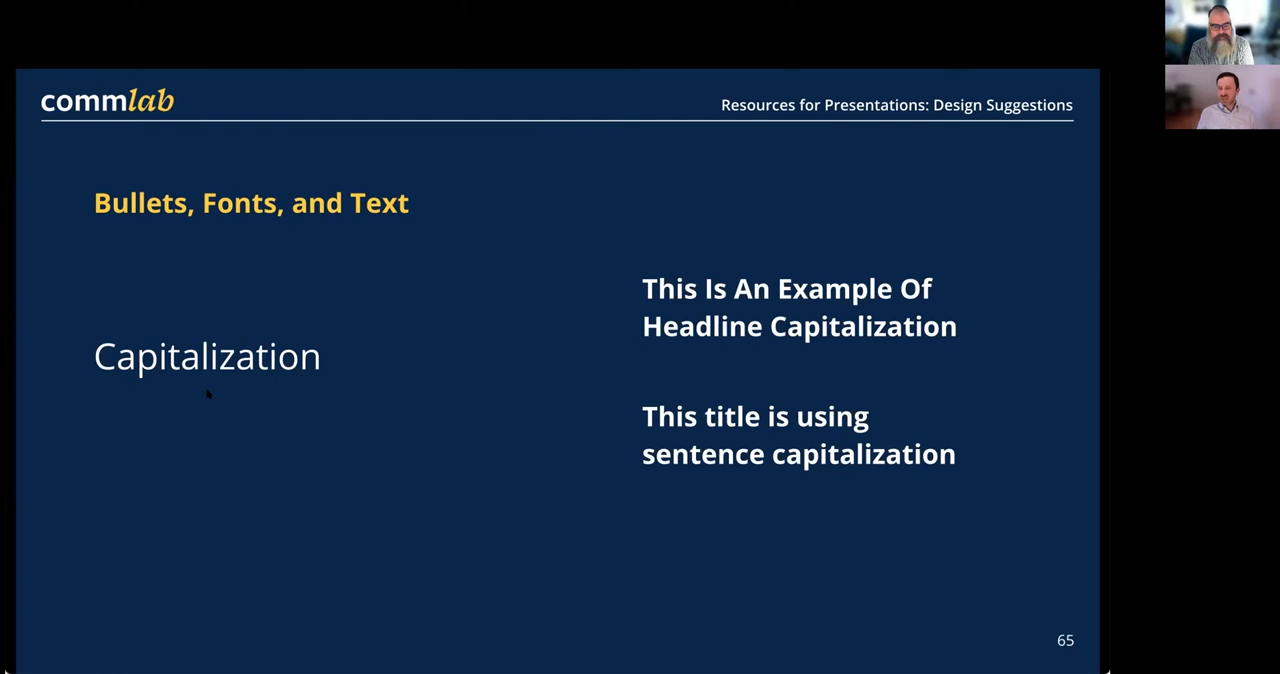 commlab
Resources for Presentations: Design Suggestions
Bullets, Fonts, and Text
This Is An Example Of
Headline Capitalization
Capitalization
This title is using
sentence capitalization
65